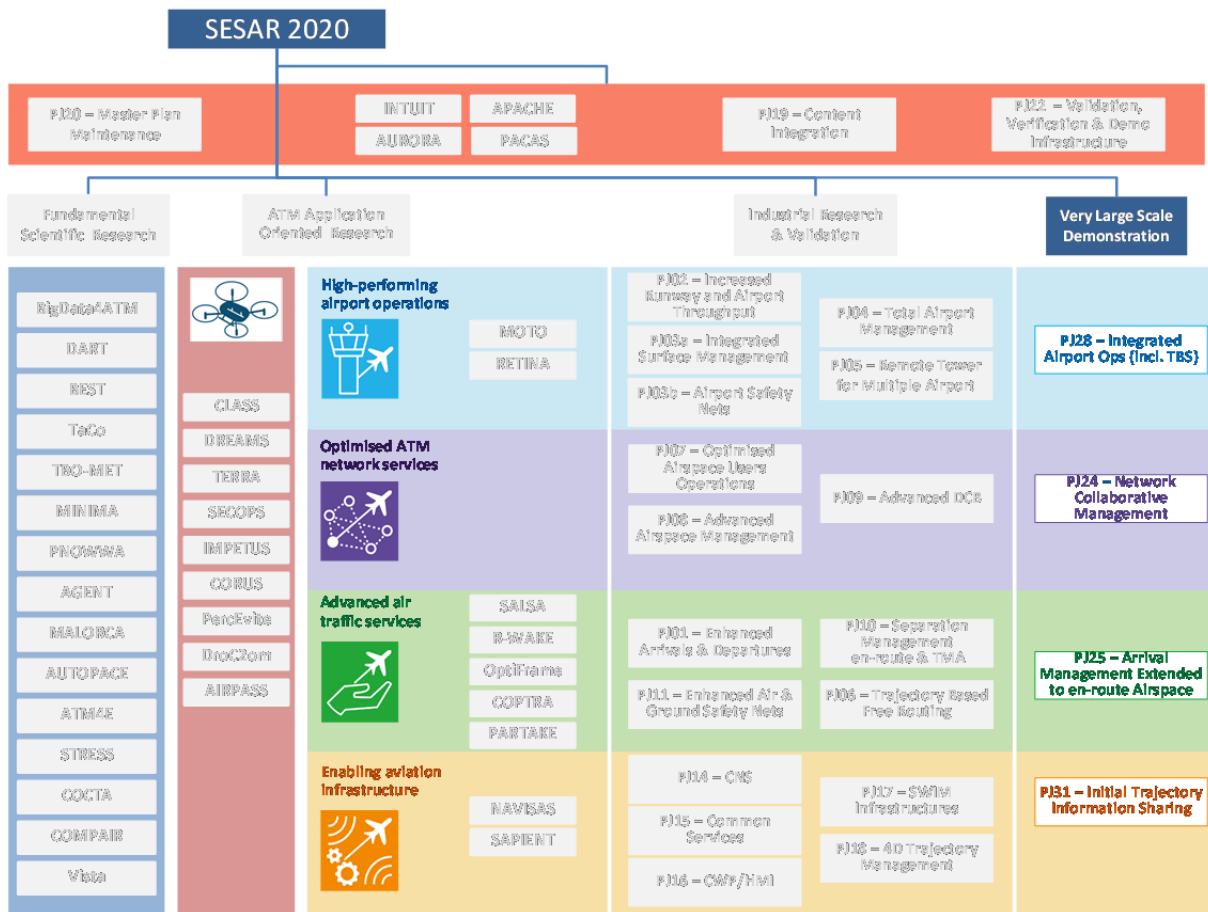 SESAR 2020
PJ20 – Master Plan
Maintenance
INTUIT
APACHE
AURORA
PACAS
PJ19 – Content
Integration
PJ22 – Validation,
Verification & Demo
Infrastructure
Fundamental
Scientific Research
ATM Application
Oriented Research
Industrial Research
& Validation
Very Large Scale
Demonstration
BigData4ATM
DART
BEST
TaCo
TBO-MET
MINIMA
PNOWWA
AGENT
MALORCA
AUTOPACE
ATM4E
STRESS
COCTA
COMPAIR
Vista
CLASS
DREAMS
TERRA
SECOPS
IMPETUS
CORUS
PercEvite
DroC2om
AIRPASS
High-performing
airport operations
MOTO
RETINA
PJ02 – Increased
Runway and Airport
Throughput
PJ03a – Integrated
Surface Management
PJ03b – Airport Safety
Nets
PJ04 – Total Airport
Management
PJ05 – Remote Tower
for Multiple Airport
PJ28 – Integrated
Airport Ops (incl. TBS)
Optimised ATM
network services
PJ07 – Optimised
Airspace Users
Operations
PJ08 – Advanced
Airspace Management
PJ09 – Advanced DCB
PJ24 – Network
Collaborative
Management
Advanced air
traffic services
SALSA
R-WAKE
OptiFrame
COPTRA
PARTAKE
PJ01 – Enhanced
Arrivals & Departures
PJ11 – Enhanced Air &
Ground Safety Nets
PJ10 – Separation
Management
en-route & TMA
PJ06 – Trajectory Based
Free Routing
PJ25 – Arrival
Management Extended
to en-route Airspace
Enabling aviation
infrastructure
NAVISAS
SAPIENT
PJ14 – CNS
PJ15 – Common
Services
PJ16 – CWP/HMI
PJ17 – SWIM
Infrastructures
PJ18 – 4D Trajectory
Management
PJ31 – Initial Trajectory
Information Sharing